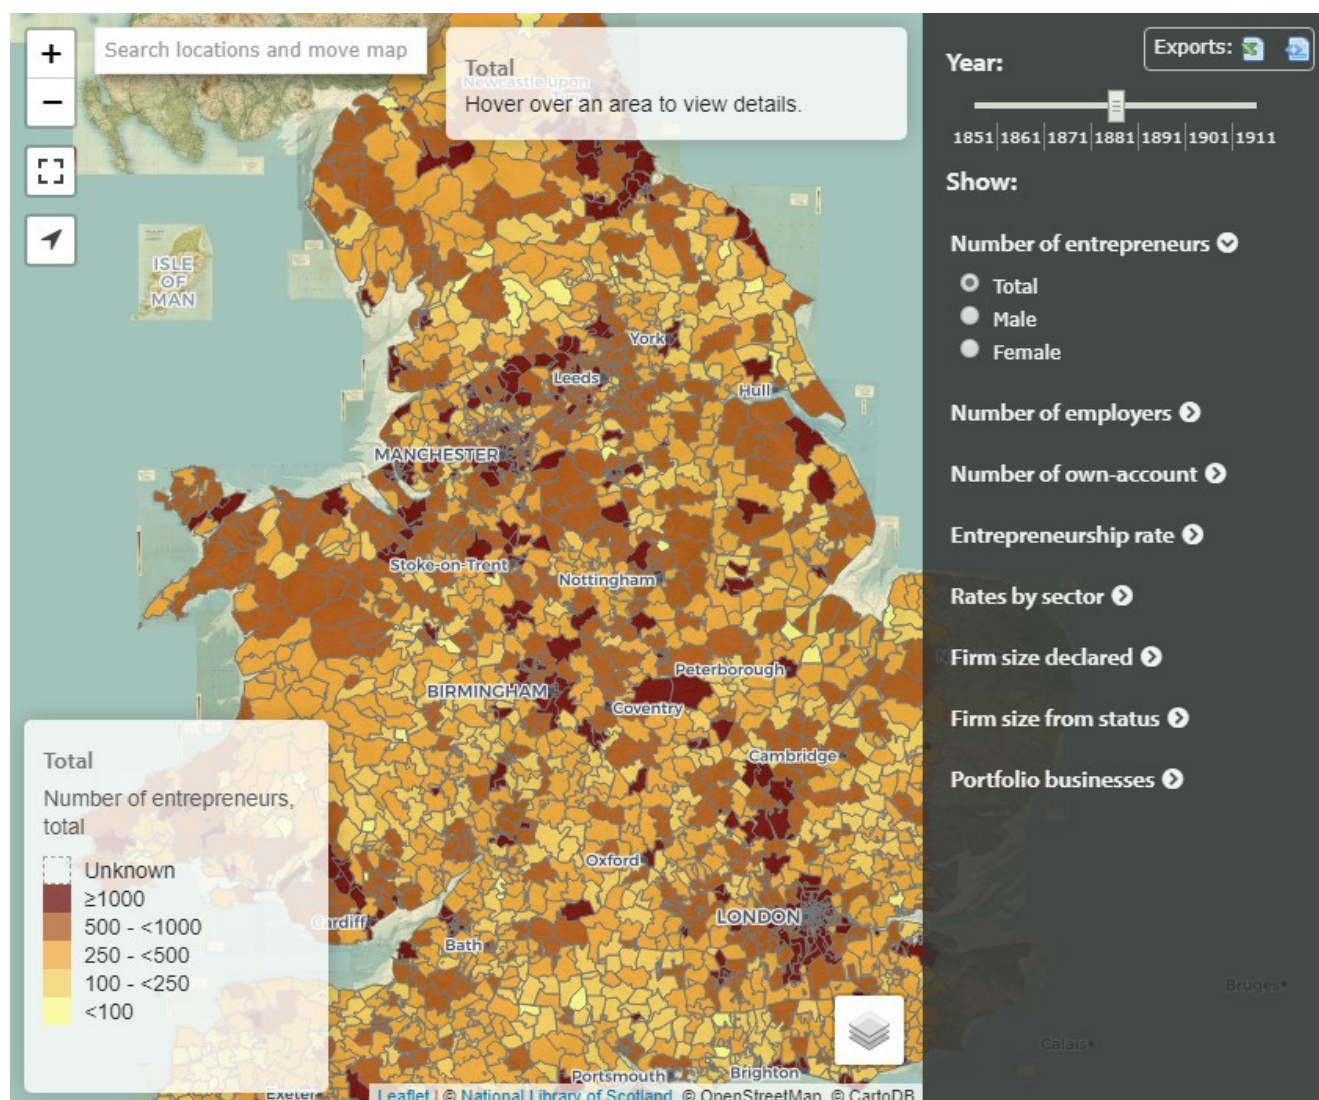 +
−
Search locations and move map
Total
Newcastle upon
Hover over an area to view details.
Exports:
Year:
1851 1861 1871 1881 1891 1901 1911
Show:
Number of entrepreneurs
Total
Male
Female
Number of employers
Number of own-account
Entrepreneurship rate
Rates by sector
Firm size declared
Firm size from status
Portfolio businesses
ISLE
OF
MAN
York
Leeds
Hull
MANCHESTER
Stoke-on-Trent
Nottingham
Peterborough
BIRMINGHAM
Coventry
Cambridge
Oxford
LONDON
Cardiff
Bath
Bruges
Calais
Portsmouth
Brighton
Exeter
Total
Number of entrepreneurs,
total
Unknown
≥1000
500 - <1000
250 - <500
100 - <250
<100
Leaflet | © National Library of Scotland, © OpenStreetMap, © CartoDB